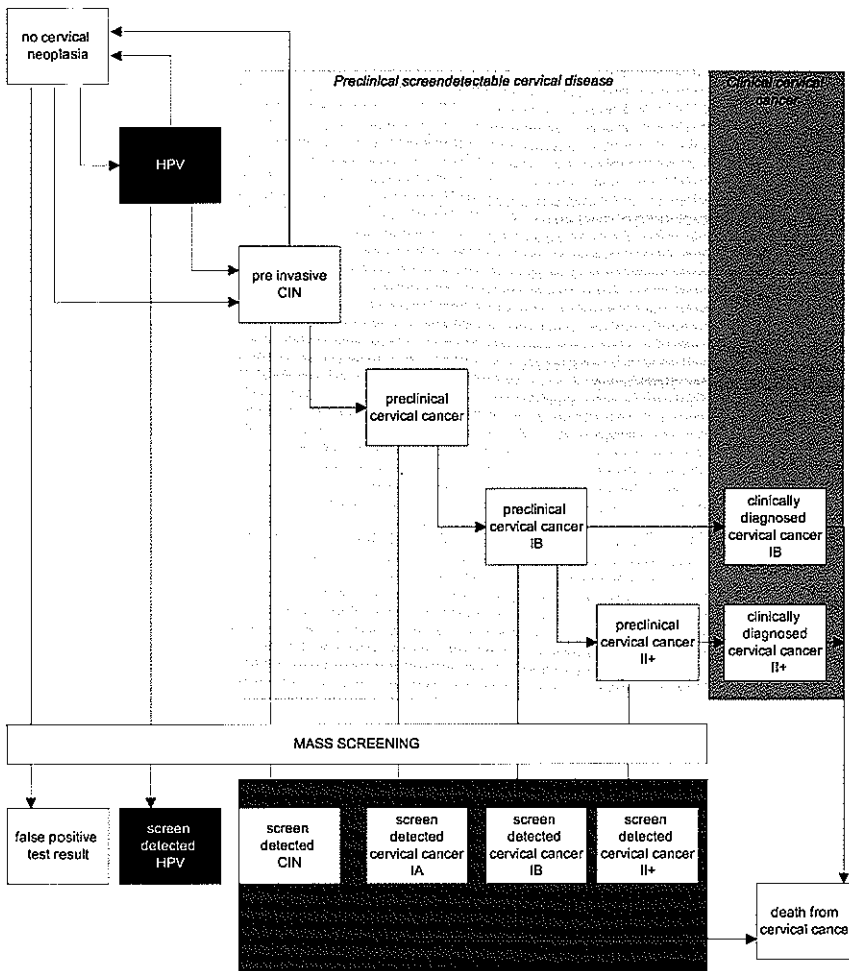 no cervical
neoplasia
Preclinical screendetectable cervical disease
Clinical cervical
cancer
HPV
pre invasive
CIN
preclinical
cervical cancer
preclinical
cervical cancer
IB
clinically
diagnosed
cervical cancer
IB
preclinical
cervical cancer
II+
clinically
diagnosed
cervical cancer
II+
MASS SCREENING
false positive
test result
screen
detected
HPV
screen
detected
CIN
screen
detected
cervical cancer
IA
screen
detected
cervical cancer
IB
screen
detected
cervical cancer
II+
death from
cervical cancer